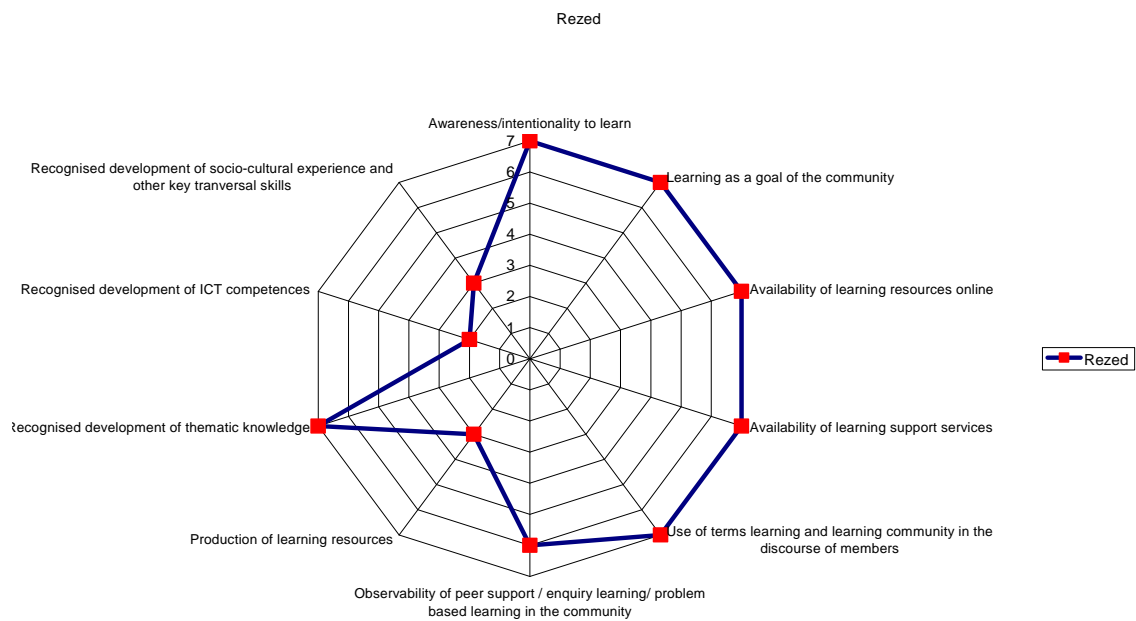 Rezed
Awareness/intentionality to learn
7
6
5
4
3
2
1
0
Learning as a goal of the community
Availability of learning resources online
Availability of learning support services
Use of terms learning and learning community in the
discourse of members
Observability of peer support / enquiry learning/ problem
based learning in the community
Production of learning resources
Recognised development of thematic knowledge
Recognised development of ICT competences
Recognised development of socio-cultural experience and
other key tranversal skills
Rezed